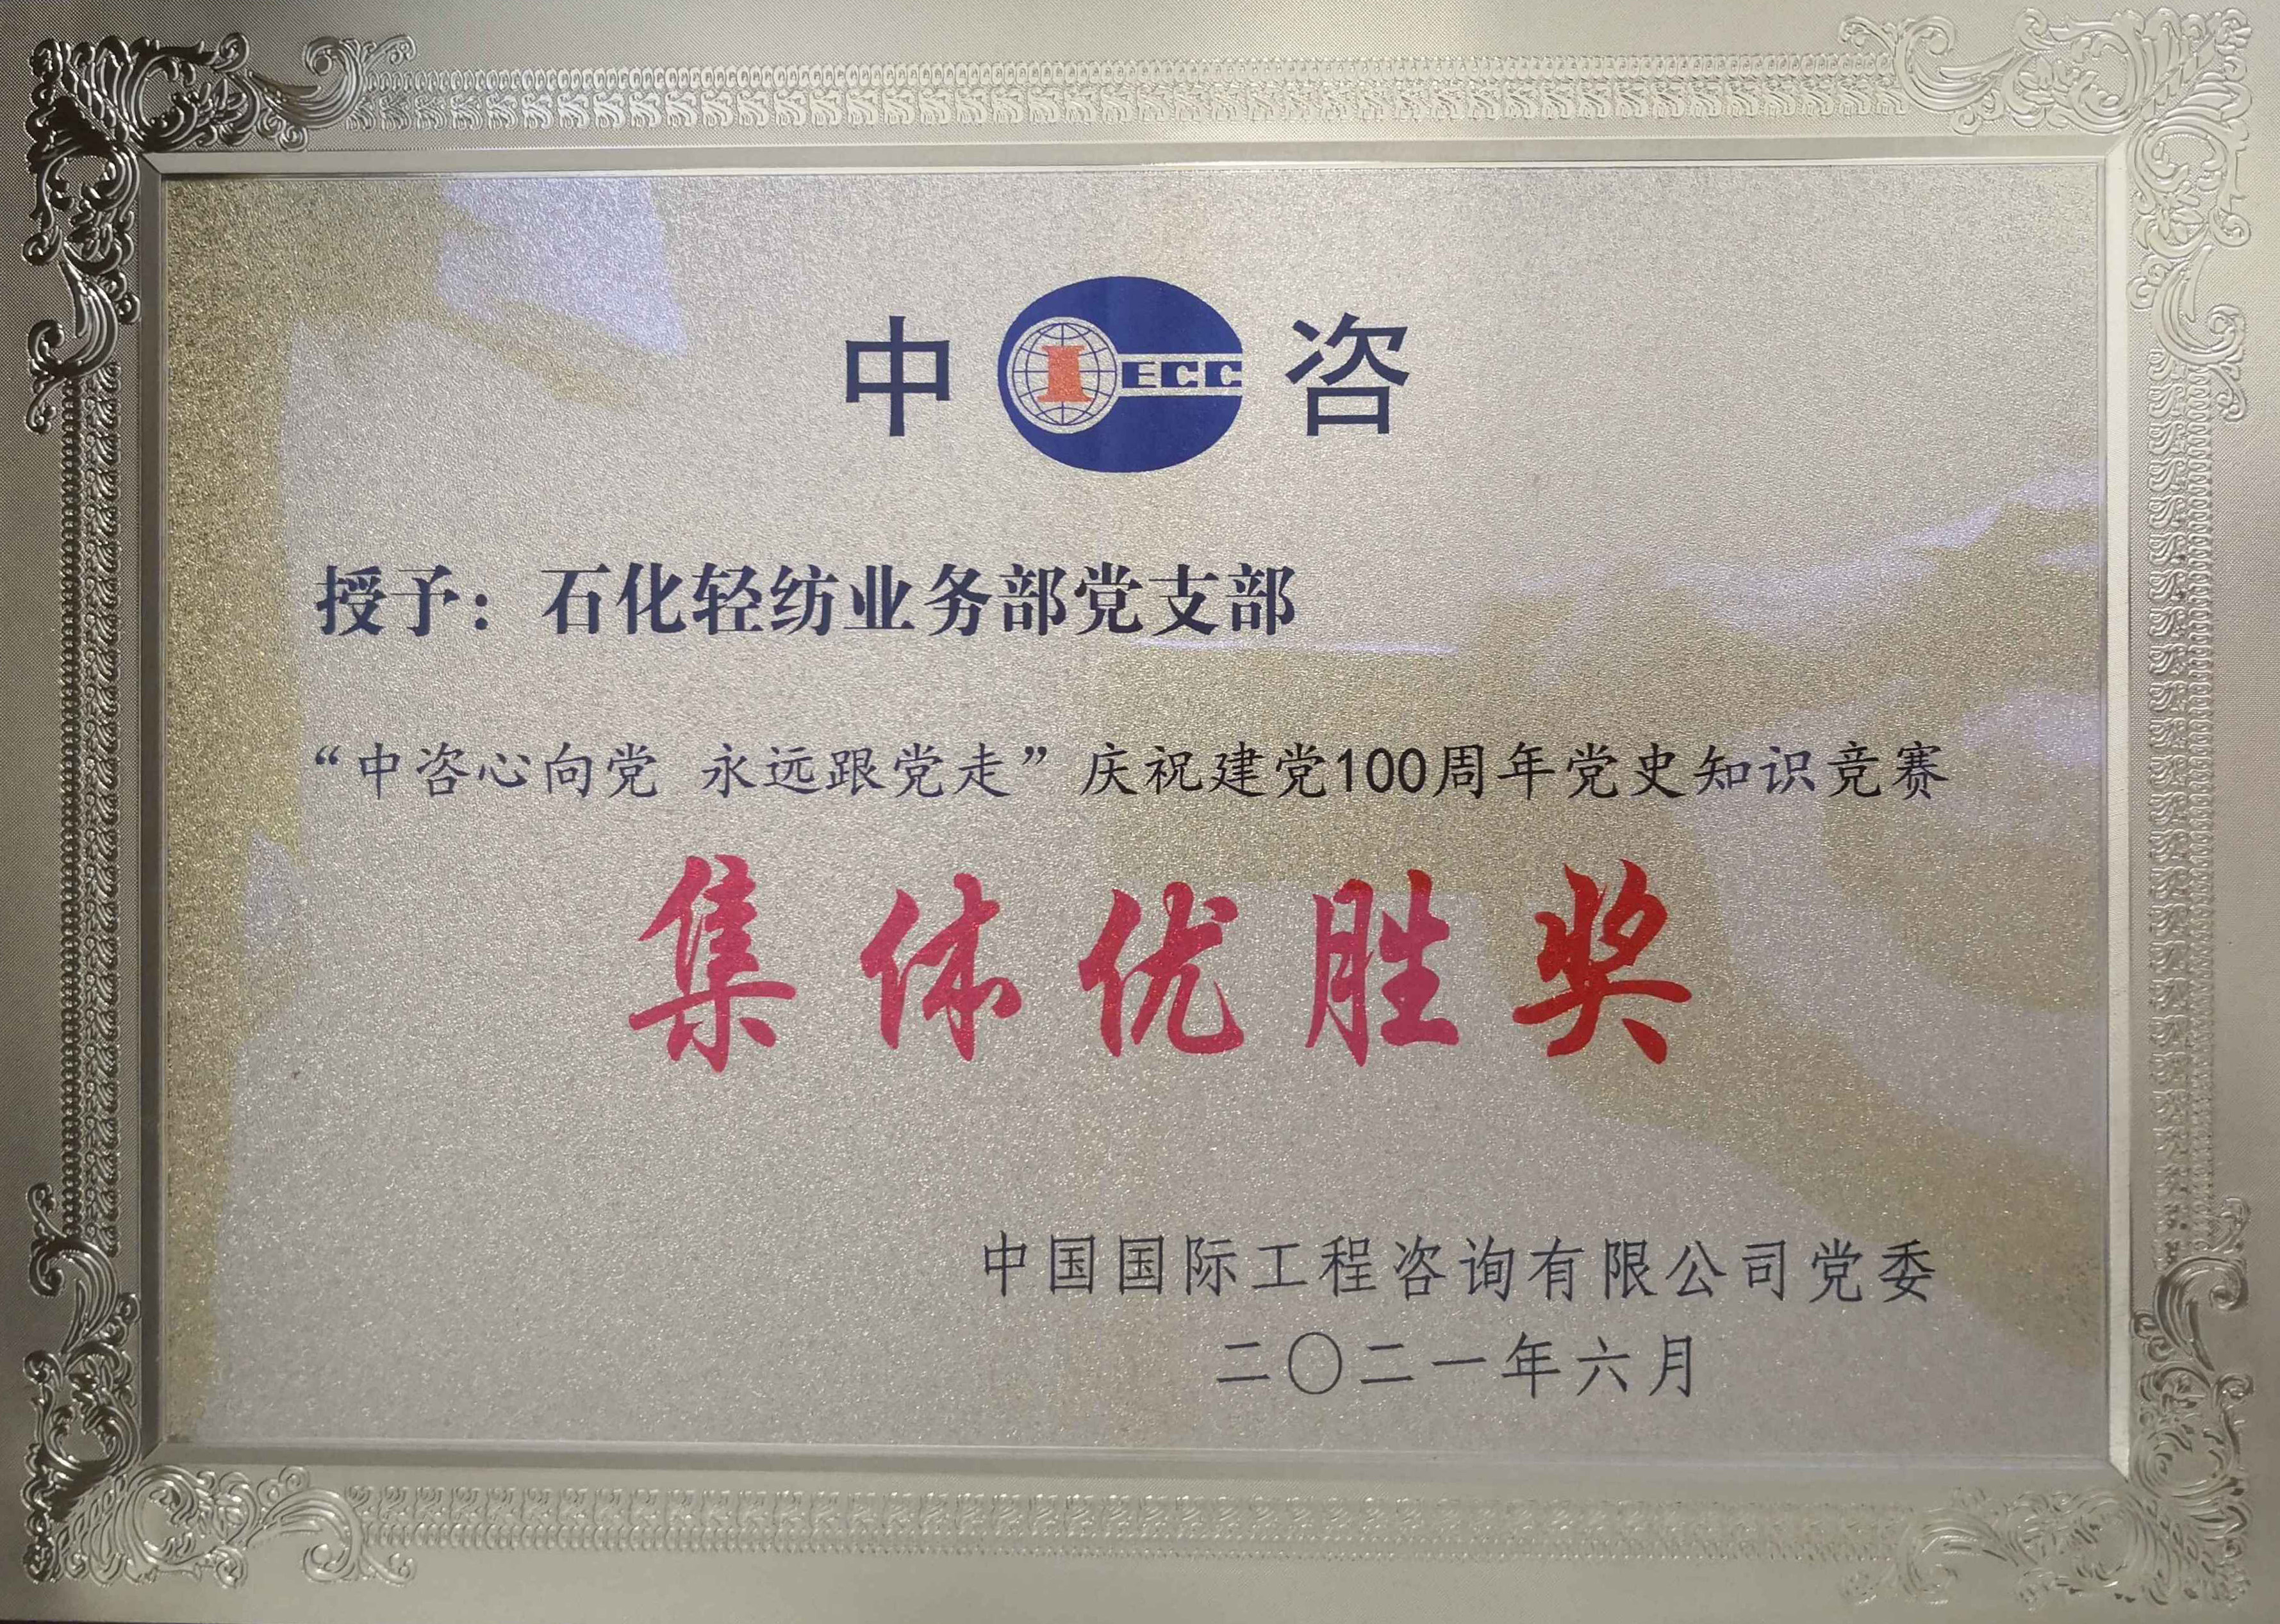 中 IECC 咨
授予：石化轻纺业务部党支部
“中咨心向党 永远跟党走”庆祝建党100周年党史知识竞赛
集体优胜奖
中国国际工程咨询有限公司党委
二〇二一年六月